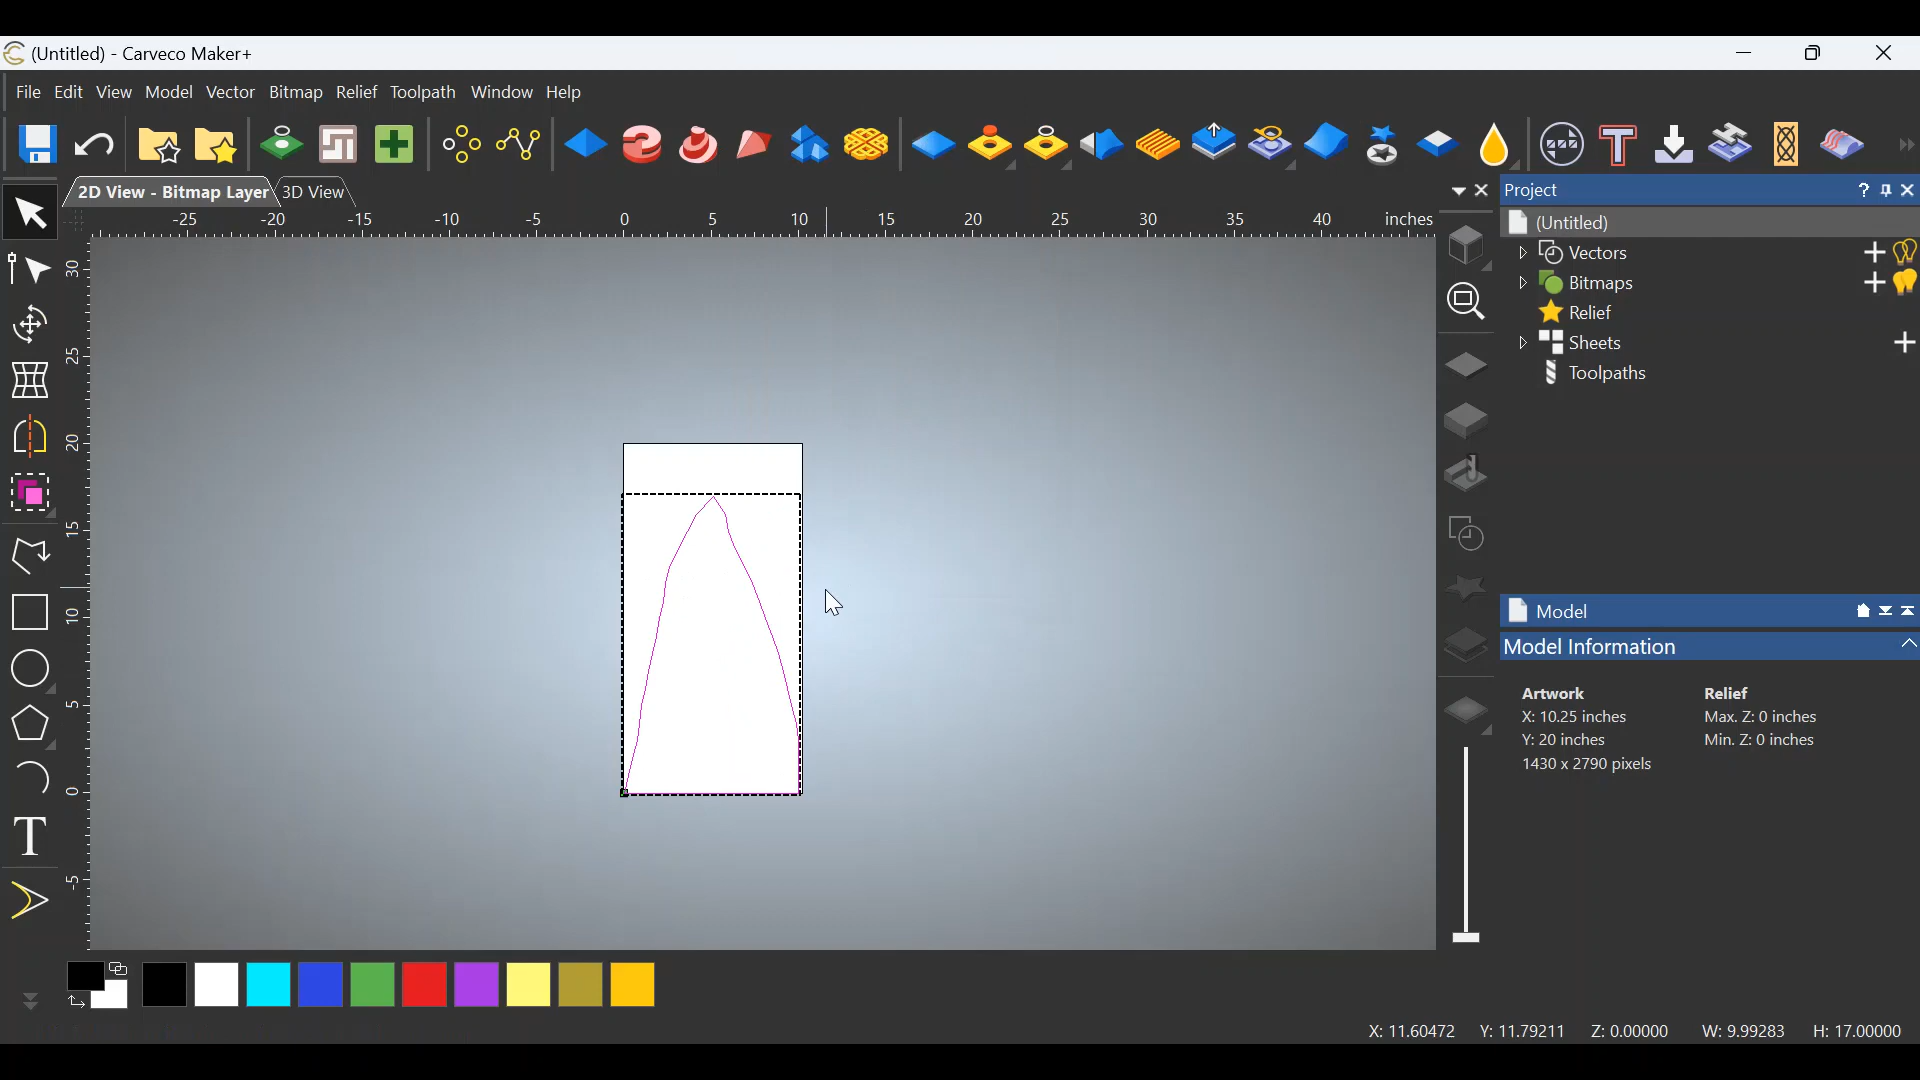 (Untitled) - Carveco Maker+
File Edit View Model Vector Bitmap Relief Toolpath Window Help
2D View - Bitmap Layer 3D View
Project ?
-25 -20 -15 -10 -5 0 5 10 15 20 25 30 35 40 inches
(Untitled)
Vectors
Bitmaps
Relief
Sheets
Toolpaths
30
25
20
15
10
5
0
-5
T
Model
Model Information
Artwork Relief
X: 10.25 inches Max. Z: 0 inches
Y: 20 inches Min. Z: 0 inches
1430 x 2790 pixels
X: 11.60472 Y: 11.79211 Z: 0.00000 W: 9.99283 H: 17.00000